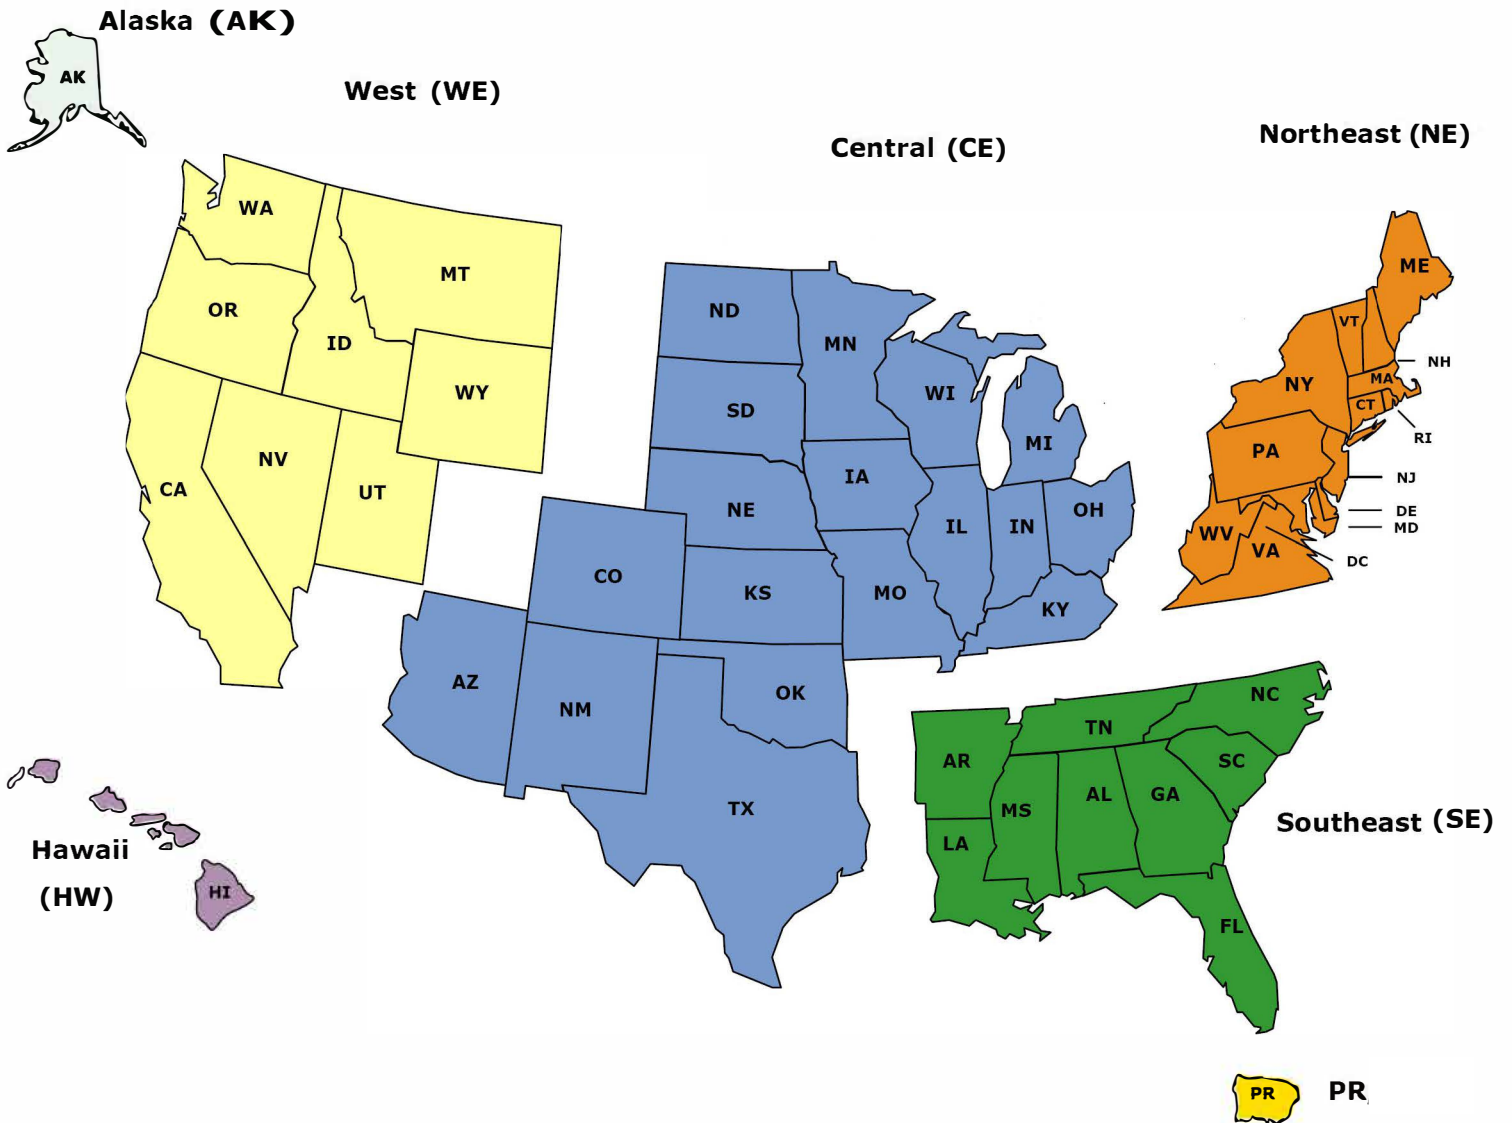 Alaska (AK)
AK
West (WE)
Central (CE)
Northeast (NE)
WA
MT
OR
ID
WY
NV
CA
UT
ND
MN
SD
WI
MI
IA
NE
IL
IN
OH
CO
KS
MO
KY
AZ
NM
OK
TX
ME
VT
NH
NY
MA
CT
RI
PA
NJ
DE
MD
WV
VA
DC
NC
TN
SC
AR
MS
AL
GA
LA
FL
Southeast (SE)
Hawaii
(HW)
HI
PR
PR